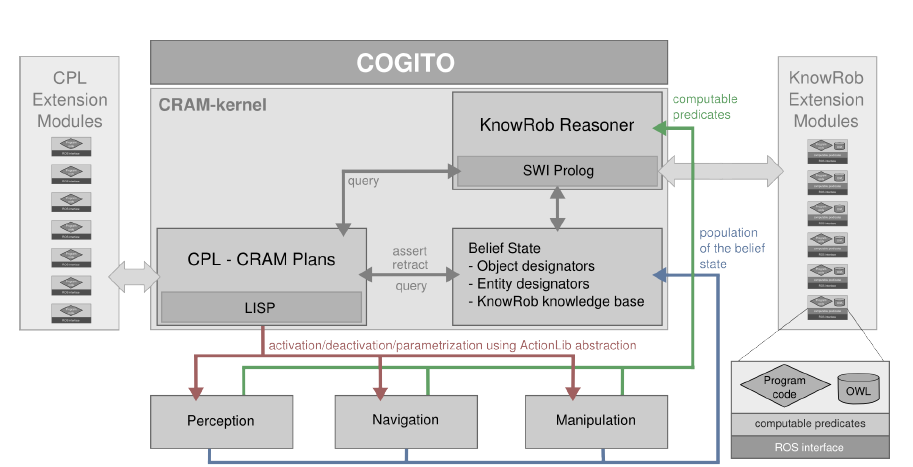 COGITO
CPL
Extension
Modules
CRAM-kernel
KnowRob Reasoner
SWI Prolog
computable
predicates
KnowRob
Extension
Modules
query
population
of the belief
state
CPL - CRAM Plans
LISP
assert
retract
query
Belief State
- Object designators
- Entity designators
- KnowRob knowledge base
activation/deactivation/parametrization using ActionLib abstraction
Perception
Navigation
Manipulation
Program
code
OWL
computable predicates
ROS interface